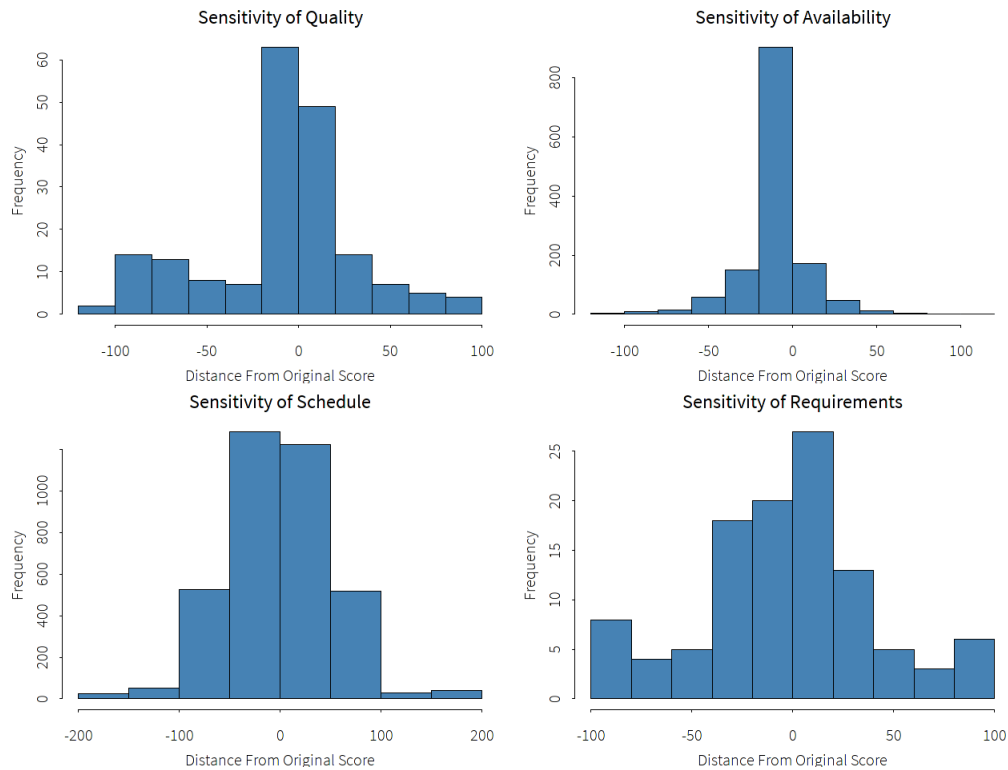 Sensitivity of Quality
Frequency
0 10 20 30 40 50 60
-100 -50 0 50 100
Distance From Original Score
Sensitivity of Availability
Frequency
0 200 400 600 800
-100 -50 0 50 100
Distance From Original Score
Sensitivity of Schedule
Frequency
0 200 400 600 800 1000
-200 -100 0 100 200
Distance From Original Score
Sensitivity of Requirements
Frequency
0 5 10 15 20 25
-100 -50 0 50 100
Distance From Original Score